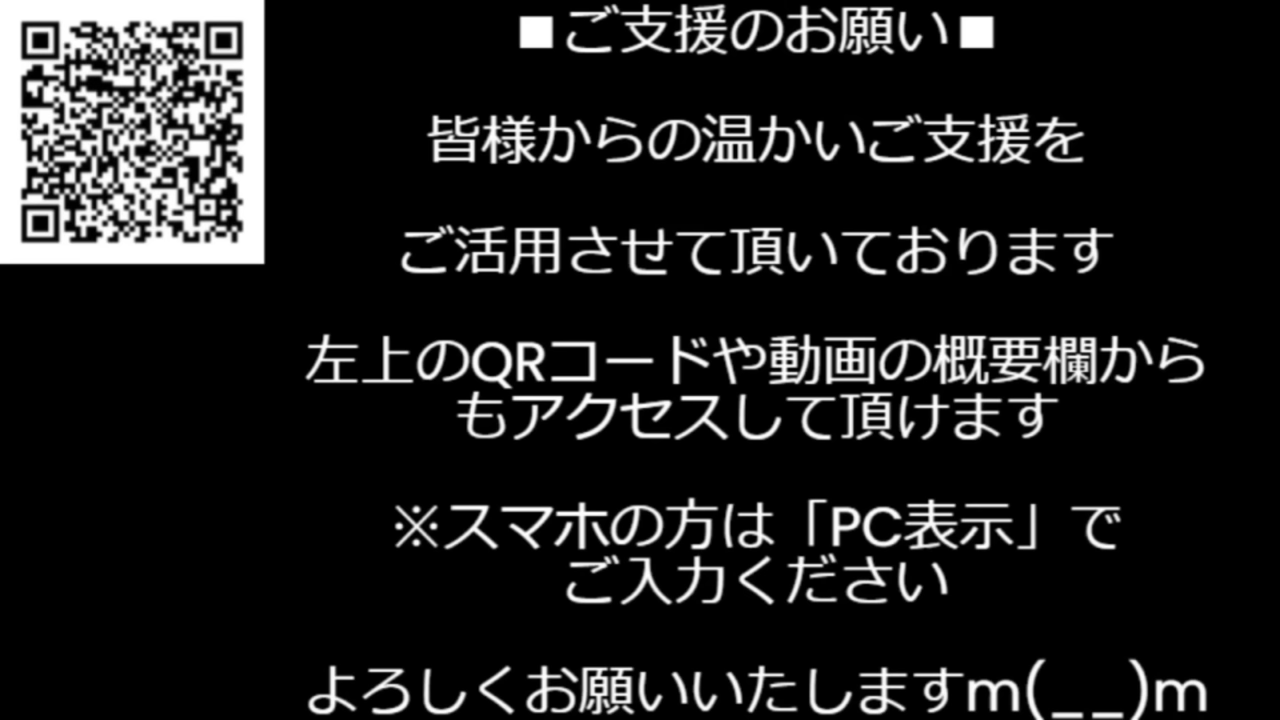 ■ご支援のお願い■
皆様からの温かいご支援を
ご活用させて頂いております
左上のQRコードや動画の概要欄から
もアクセスして頂けます
※スマホの方は「PC表示」で
ご入力ください
よろしくお願いいたしますm(__)m